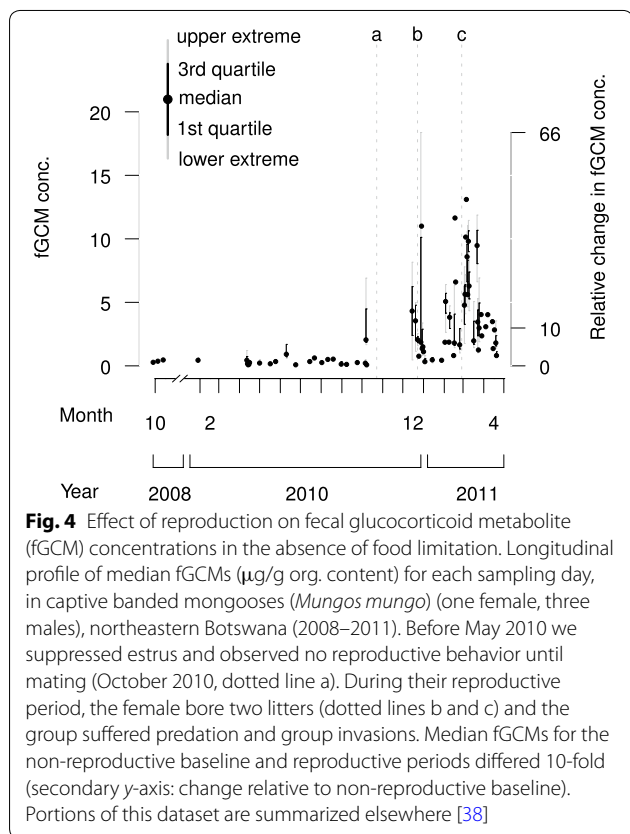 upper extreme
3rd quartile
median
1st quartile
lower extreme
a b c
fGCM conc.
20
15
10
5
0
66
10
0
Relative change in fGCM conc.
Month
10 2 12 4
Year 2008 2010 2011
Fig. 4 Effect of reproduction on fecal glucocorticoid metabolite
(fGCM) concentrations in the absence of food limitation. Longitudinal
profile of median fGCMs (μg/g org. content) for each sampling day,
in captive banded mongooses (Mungos mungo) (one female, three
males), northeastern Botswana (2008–2011). Before May 2010 we
suppressed estrus and observed no reproductive behavior until
mating (October 2010, dotted line a). During their reproductive
period, the female bore two litters (dotted lines b and c) and the
group suffered predation and group invasions. Median fGCMs for the
non-reproductive baseline and reproductive periods differed 10-fold
(secondary y-axis: change relative to non-reproductive baseline).
Portions of this dataset are summarized elsewhere [38]